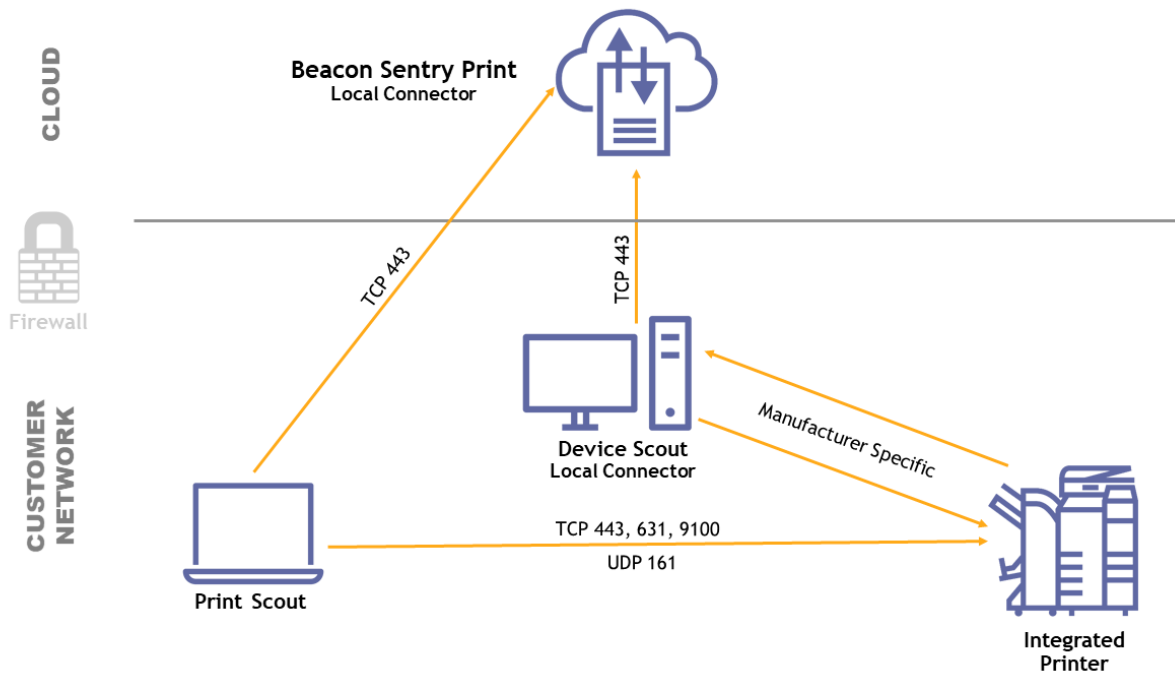 CLOUD
Beacon Sentry Print
Local Connector
Firewall
TCP 443
TCP 443
CUSTOMER
NETWORK
Device Scout
Local Connector
Manufacturer Specific
TCP 443, 631, 9100
UDP 161
Print Scout
Integrated
Printer